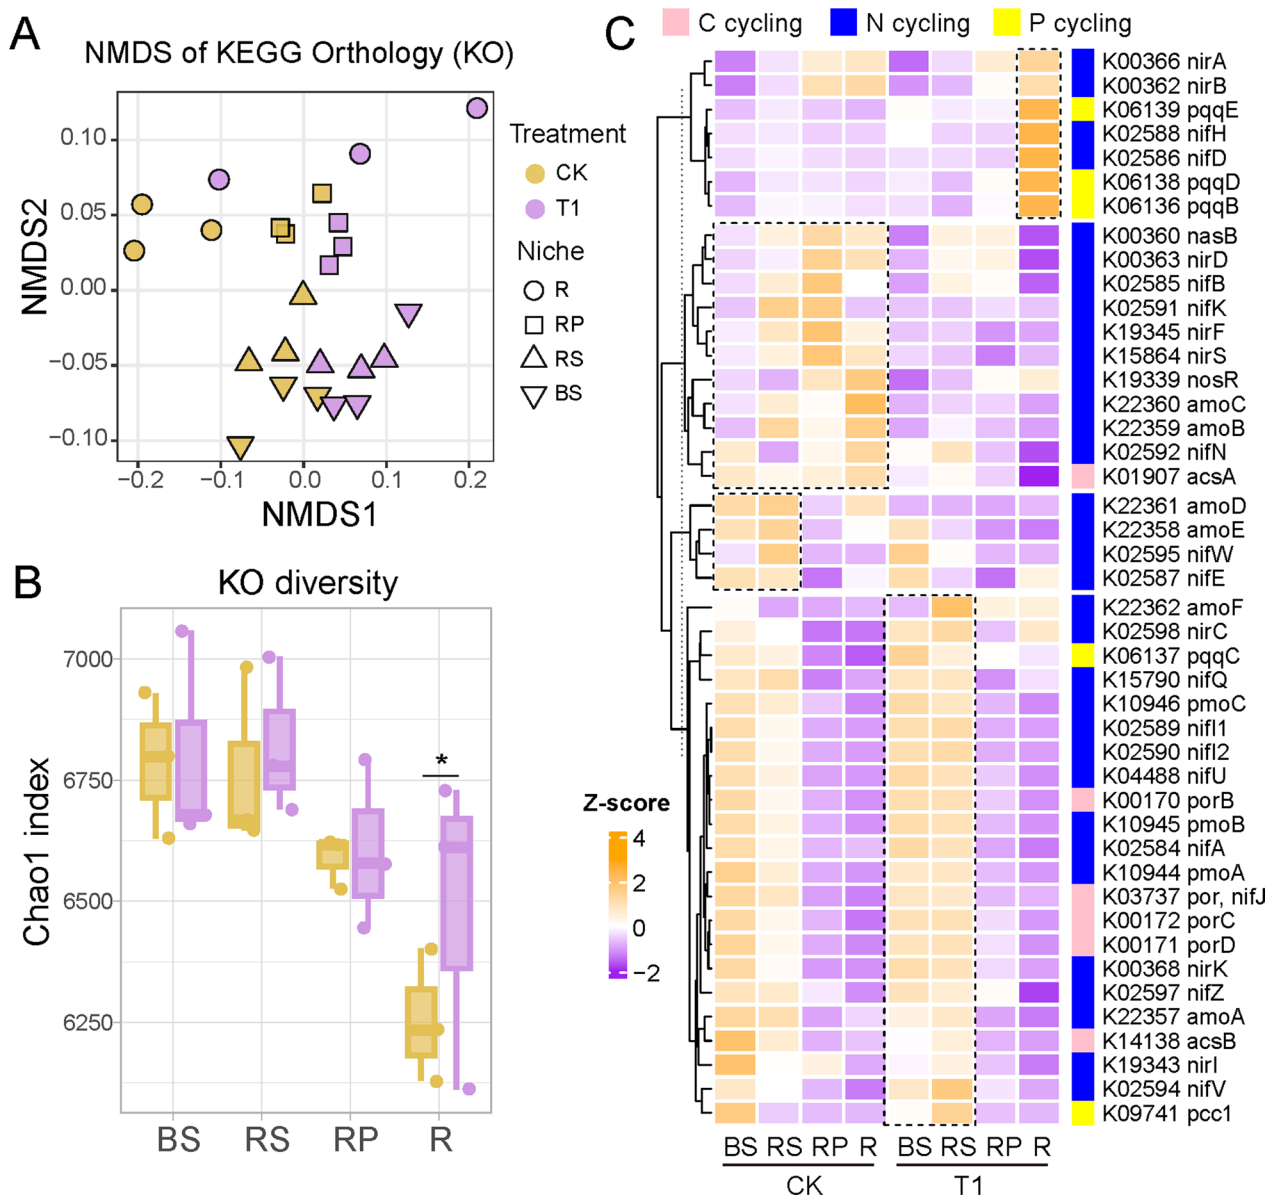 A
NMDS of KEGG Orthology (KO)
NMDS2
0.10
0.05
0.00
−0.05
−0.10
−0.2
−0.1
0.0
0.1
0.2
NMDS1
Treatment
CK
T1
Niche
R
RP
RS
BS
B
KO diversity
Chao1 index
7000
6750
6500
6250
*
BS
RS
RP
R
C
C cycling
N cycling
P cycling
K00366 nirA
K00362 nirB
K06139 pqqE
K02588 nifH
K02586 nifD
K06138 pqqD
K06136 pqqB
K00360 nasB
K00363 nirD
K02585 nifB
K02591 nifK
K19345 nirF
K15864 nirS
K19339 nosR
K22360 amoC
K22359 amoB
K02592 nifN
K01907 acsA
K22361 amoD
K22358 amoE
K02595 nifW
K02587 nifE
K22362 amoF
K02598 nirC
K06137 pqqC
K15790 nifQ
K10946 pmoC
K02589 nifI1
K02590 nifI2
K04488 nifU
K00170 porB
K10945 pmoB
K02584 nifA
K10944 pmoA
K03737 por, nifJ
K00172 porC
K00171 porD
K00368 nirK
K02597 nifZ
K22357 amoA
K14138 acsB
K19343 nirI
K02594 nifV
K09741 pcc1
Z-score
4
2
0
−2
BS RS RP R BS RS RP R
CK T1